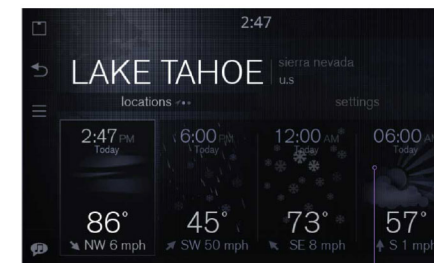 2:47
LAKE TAHOE
sierra nevada
u.s
locations
settings
2:47 PM
Today
6:00 PM
Today
12:00 AM
Today
06:00 A
Today
86°
45°
73°
57°
NW 6 mph
SW 50 mph
SE 8 mph
S 1 mph